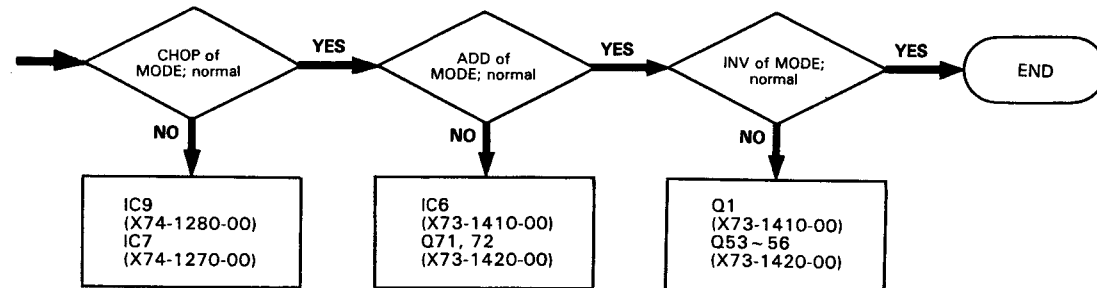 CHOP of
MODE; normal
YES
NO
ADD of
MODE; normal
YES
NO
INV of MODE;
normal
YES
NO
END
IC9
(X74-1280-00)
IC7
(X74-1270-00)
IC6
(X73-1410-00)
Q71, 72
(X73-1420-00)
Q1
(X73-1410-00)
Q53~56
(X73-1420-00)